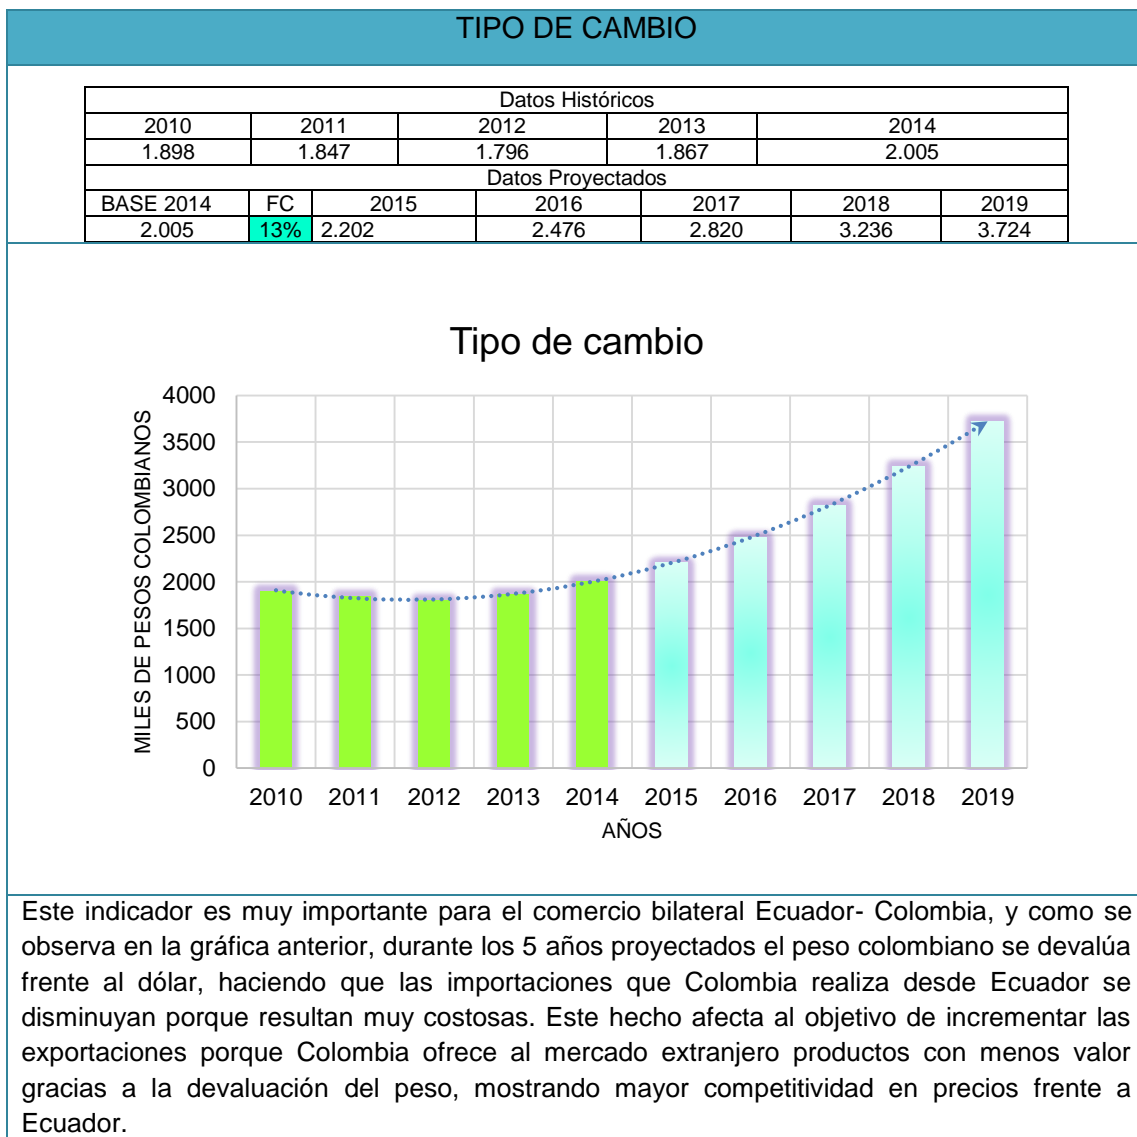 TIPO DE CAMBIO
Datos Históricos
2010 2011 2012 2013 2014
1.898 1.847 1.796 1.867 2.005
Datos Proyectados
BASE 2014 FC 2015 2016 2017 2018 2019
2.005 13% 2.202 2.476 2.820 3.236 3.724
Tipo de cambio
MILES DE PESOS COLOMBIANOS
4000
3500
3000
2500
2000
1500
1000
500
0
2010 2011 2012 2013 2014 2015 2016 2017 2018 2019
AÑOS
Este indicador es muy importante para el comercio bilateral Ecuador- Colombia, y como se
observa en la gráfica anterior, durante los 5 años proyectados el peso colombiano se devalúa
frente al dólar, haciendo que las importaciones que Colombia realiza desde Ecuador se
disminuyan porque resultan muy costosas. Este hecho afecta al objetivo de incrementar las
exportaciones porque Colombia ofrece al mercado extranjero productos con menos valor
gracias a la devaluación del peso, mostrando mayor competitividad en precios frente a
Ecuador.